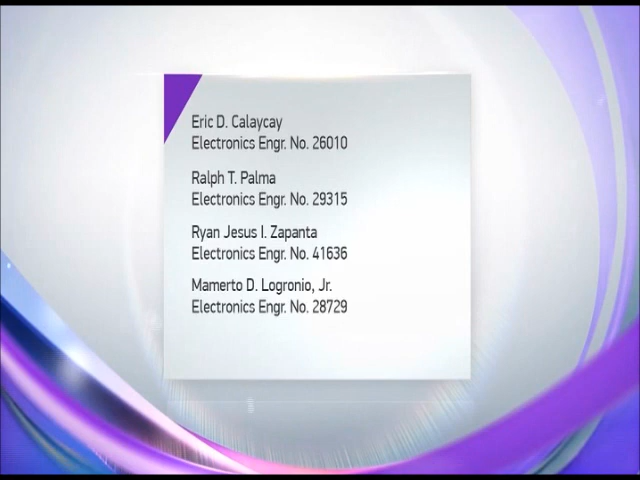 Eric D. Calaycay
Electronics Engr. No. 26010
Ralph T. Palma
Electronics Engr. No. 29315
Ryan Jesus I. Zapanta
Electronics Engr. No. 41636
Mamerto D. Logronio, Jr.
Electronics Engr. No. 28729